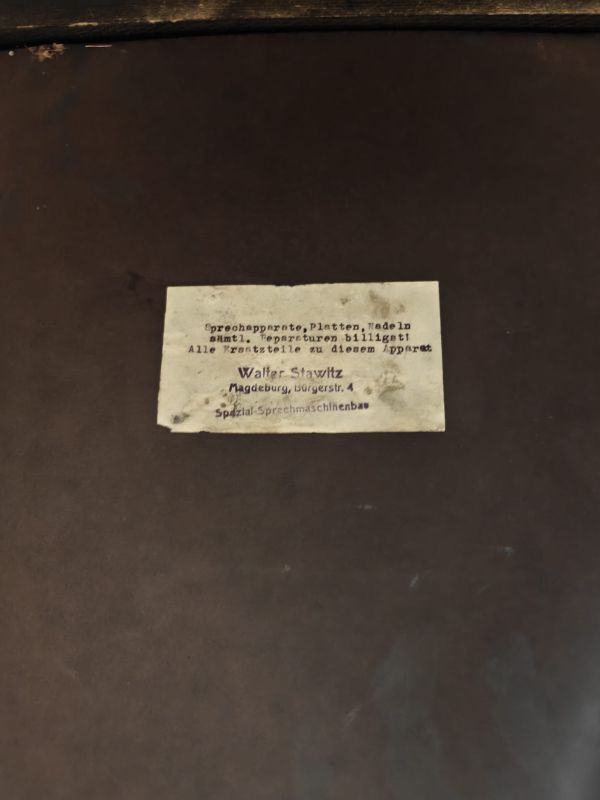 Sprechapparate, Platten, Nadeln
sämtl. Reparaturen billigst!
Alle Ersatzteile zu diesem Apparat
Walter Stawitz
Magdeburg, Bürgerstr. 4
Spezial-Sprechmaschinenbau